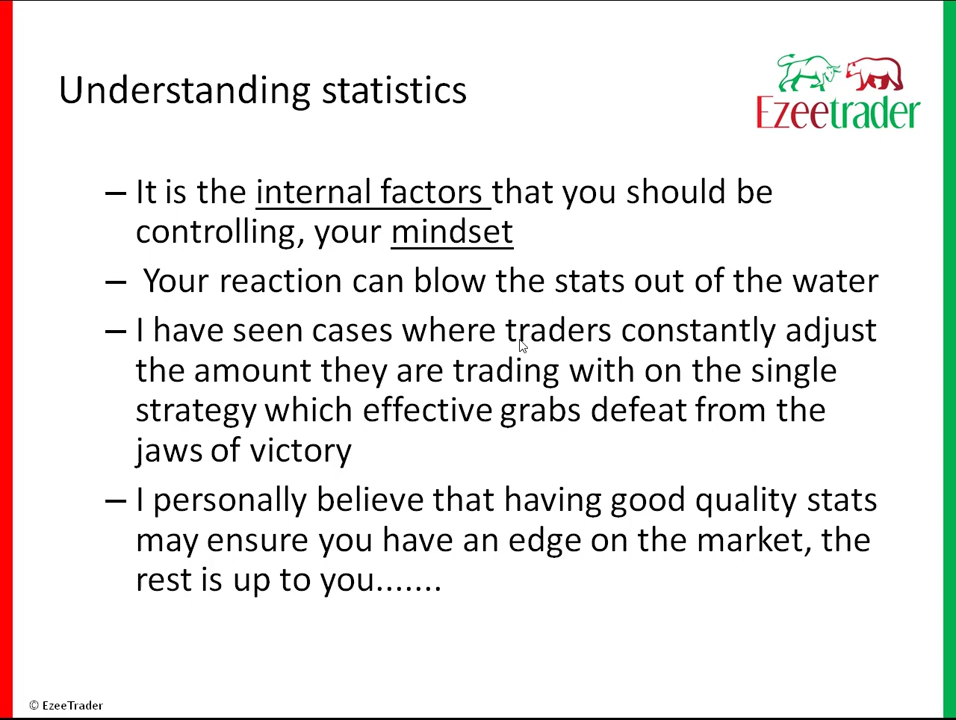 Understanding statistics
Ezeetrader
– It is the internal factors that you should be
controlling, your mindset
– Your reaction can blow the stats out of the water
– I have seen cases where traders constantly adjust
the amount they are trading with on the single
strategy which effective grabs defeat from the
jaws of victory
– I personally believe that having good quality stats
may ensure you have an edge on the market, the
rest is up to you.......
© EzeeTrader